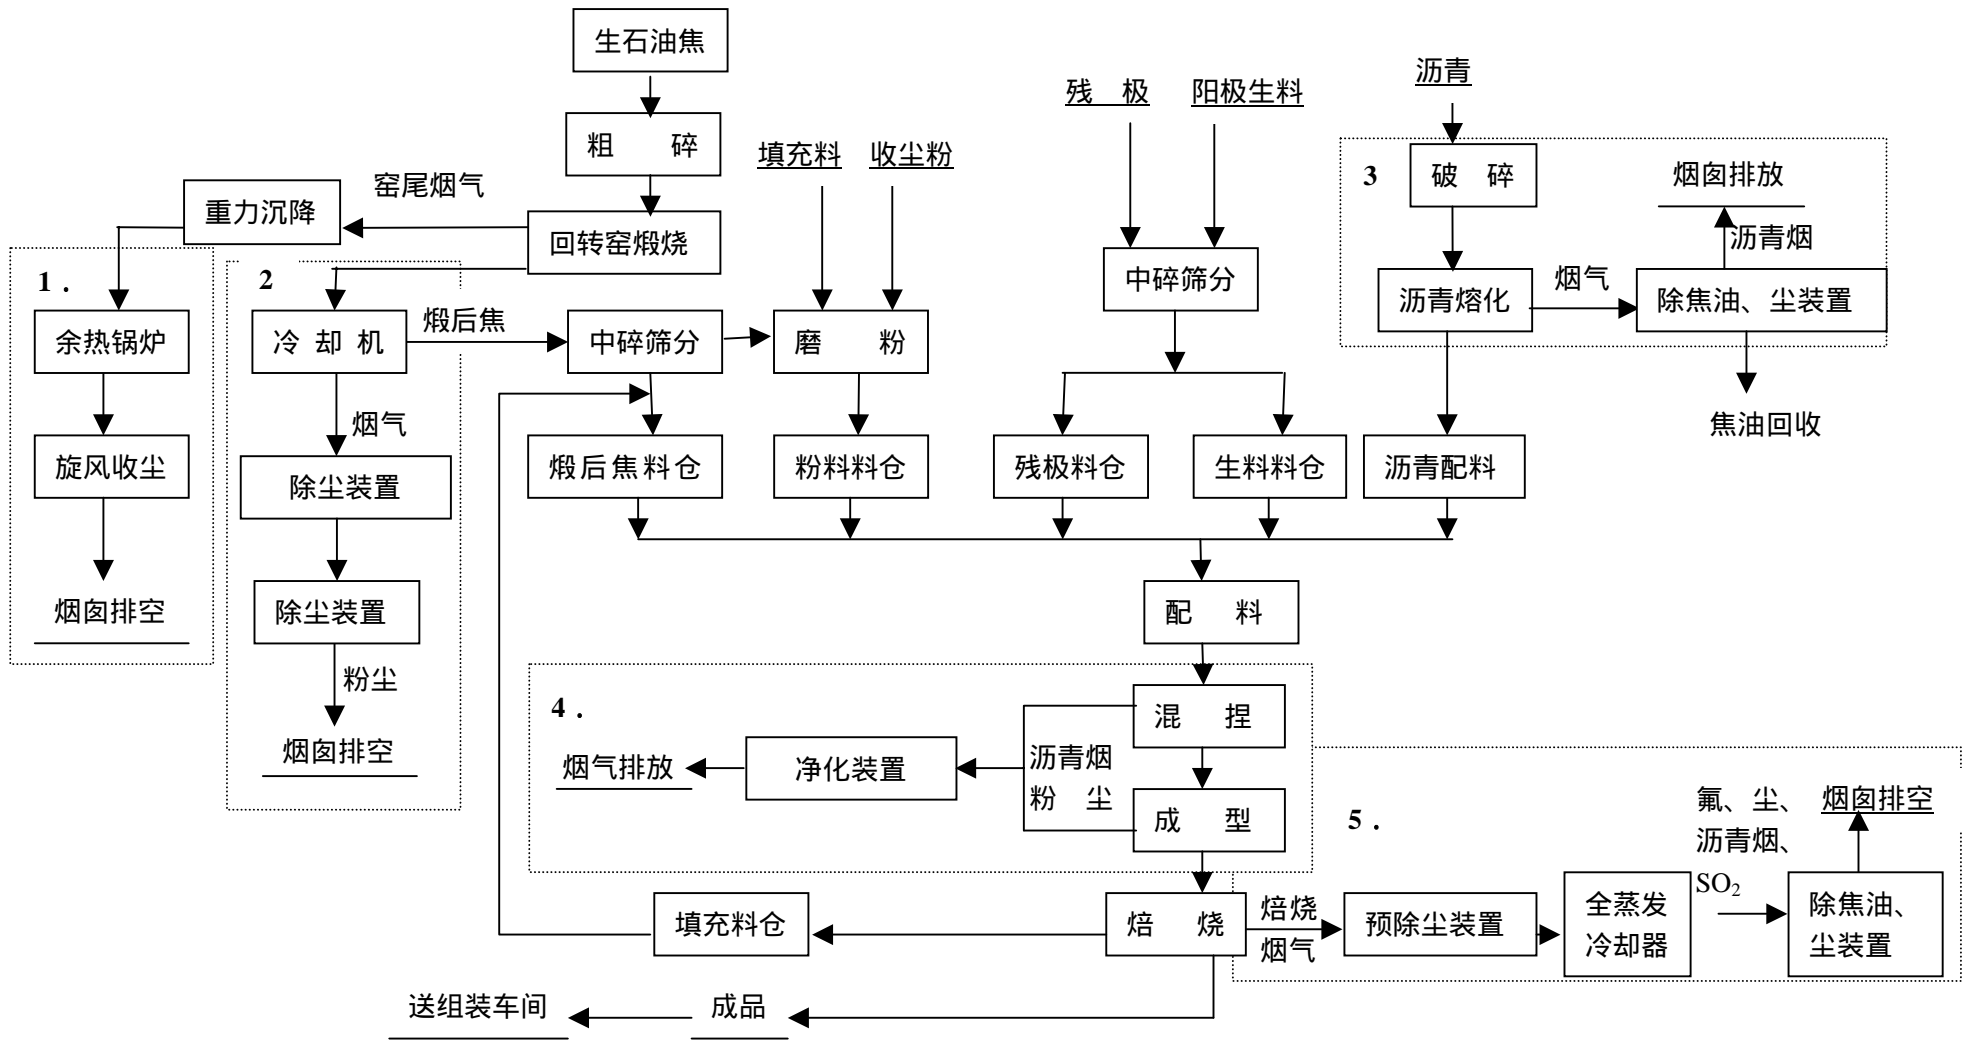 生石油焦
沥青
残 极
阳极生料
粗 碎
填充料
收尘粉
3
破 碎
烟囱排放
窑尾烟气
重力沉降
回转窑煅烧
沥青烟
1.
2
中碎筛分
烟气
沥青熔化
除焦油、尘装置
余热锅炉
冷 却 机
煅后焦
中碎筛分
磨 粉
烟气
焦油回收
旋风收尘
除尘装置
煅后焦料仓
粉料料仓
残极料仓
生料料仓
沥青配料
烟囱排空
除尘装置
配 料
粉尘
4.
混 捏
烟囱排空
烟气排放
净化装置
沥青烟
粉 尘
成 型
5.
氟、尘、
沥青烟、
SO2
烟囱排空
填充料仓
焙 烧
焙烧
烟气
预除尘装置
全蒸发
冷却器
除焦油、
尘装置
送组装车间
成品